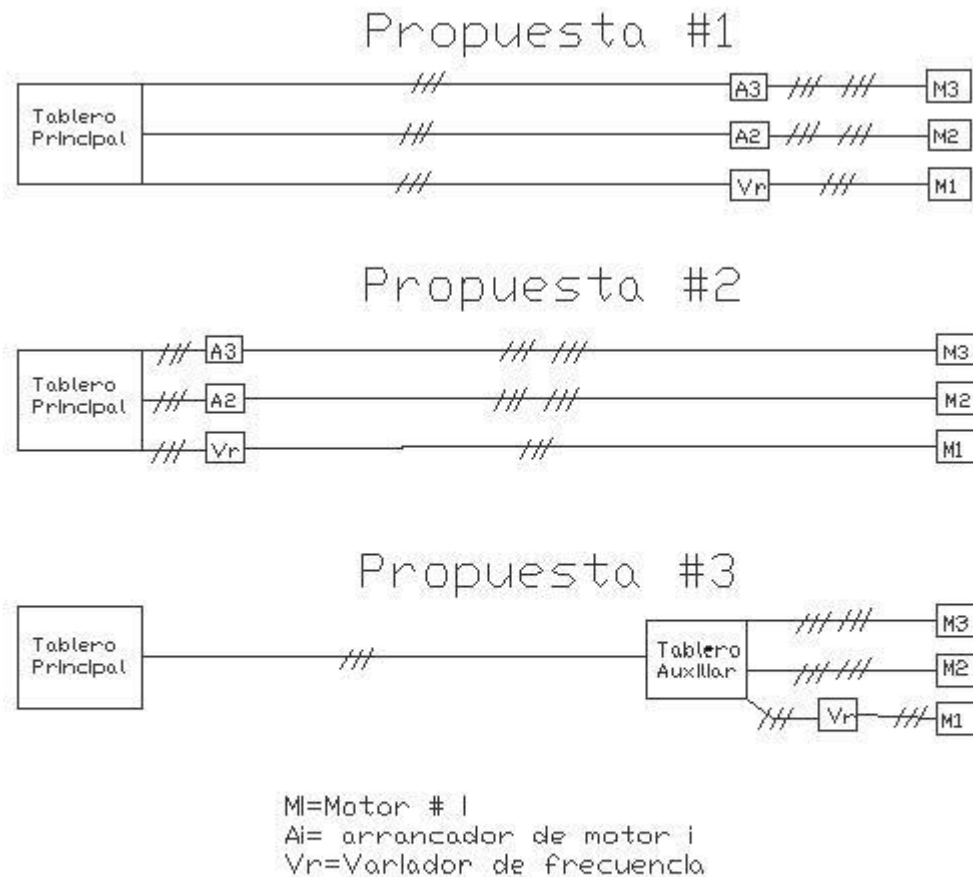 Propuesta #1
Tablero
Principal
A3
M3
A2
M2
Vr
M1
Propuesta #2
Tablero
Principal
A3
M3
A2
M2
Vr
M1
Propuesta #3
Tablero
Principal
Tablero
Auxiliar
M3
M2
Vr
M1
MI=Motor # I
Ai= arrancador de motor i
Vr=Variador de frecuencia